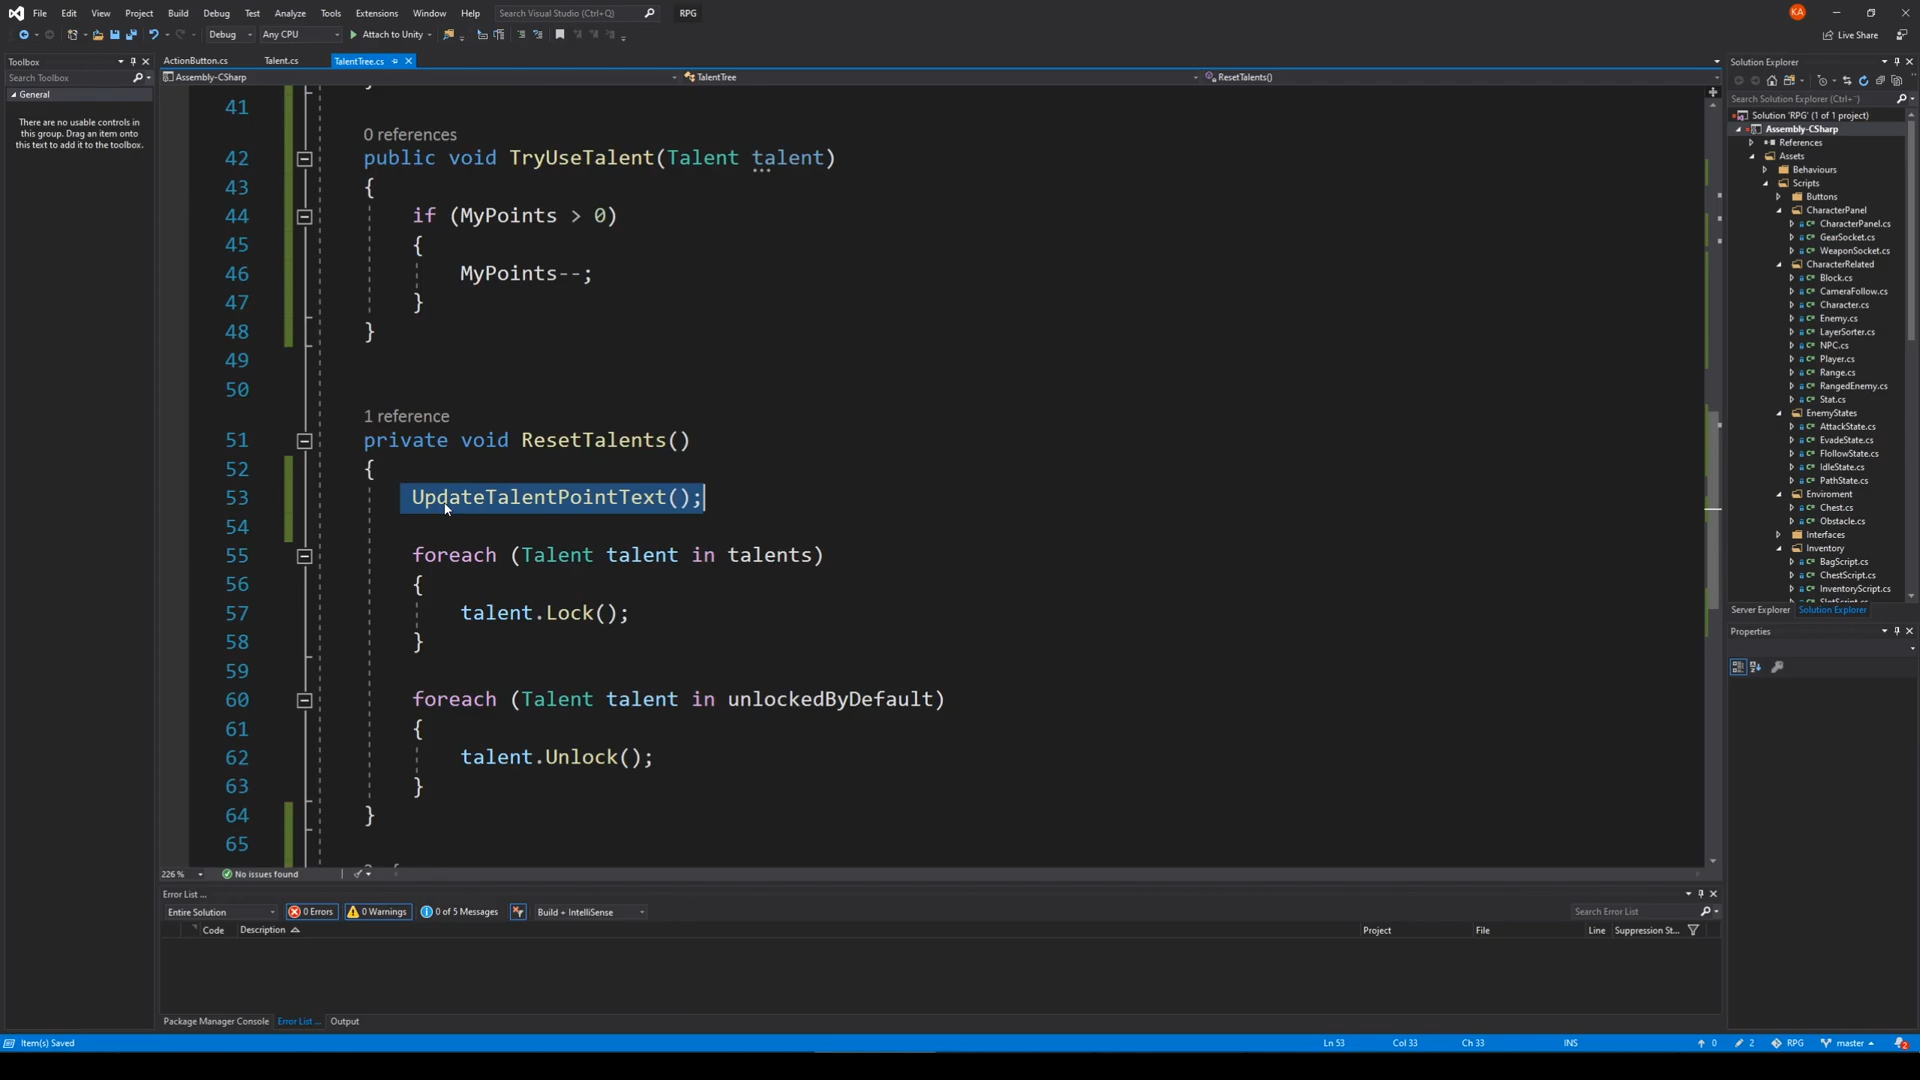 File Edit View Project Build Debug Test Analyze Tools Extensions Window Help Search Visual Studio (Ctrl+Q) RPG KA
Debug Any CPU Attach to Unity Live Share
Toolbox
Search Toolbox
General
There are no usable controls in
this group. Drag an item onto
this text to add it to the toolbox.
ActionButton.cs Talent.cs TalentTree.cs
Assembly-CSharp TalentTree ResetTalents()
41
0 references
42 public void TryUseTalent(Talent talent)
43 {
44 if (MyPoints > 0)
45 {
46 MyPoints--;
47 }
48 }
49
50
1 reference
51 private void ResetTalents()
52 {
53 UpdateTalentPointText();
54
55 foreach (Talent talent in talents)
56 {
57 talent.Lock();
58 }
59
60 foreach (Talent talent in unlockedByDefault)
61 {
62 talent.Unlock();
63 }
64 }
65
226 % No issues found
Error List ...
Entire Solution 0 Errors 0 Warnings 0 of 5 Messages Build + IntelliSense Search Error List
Code Description Project File Line Suppression St...
Package Manager Console Error List ... Output
Solution Explorer
Search Solution Explorer (Ctrl+¨)
Solution 'RPG' (1 of 1 project)
Assembly-CSharp
References
Assets
Behaviours
Scripts
Buttons
CharacterPanel
CharacterPanel.cs
GearSocket.cs
WeaponSocket.cs
CharacterRelated
Block.cs
CameraFollow.cs
Character.cs
Enemy.cs
LayerSorter.cs
NPC.cs
Player.cs
Range.cs
RangedEnemy.cs
Stat.cs
EnemyStates
AttackState.cs
EvadeState.cs
FlollowState.cs
IdleState.cs
PathState.cs
Enviroment
Chest.cs
Obstacle.cs
Interfaces
Inventory
BagScript.cs
ChestScript.cs
InventoryScript.cs
SlotScript.cs
Server Explorer Solution Explorer
Properties
Item(s) Saved Ln 53 Col 33 Ch 33 INS 0 2 RPG master 2